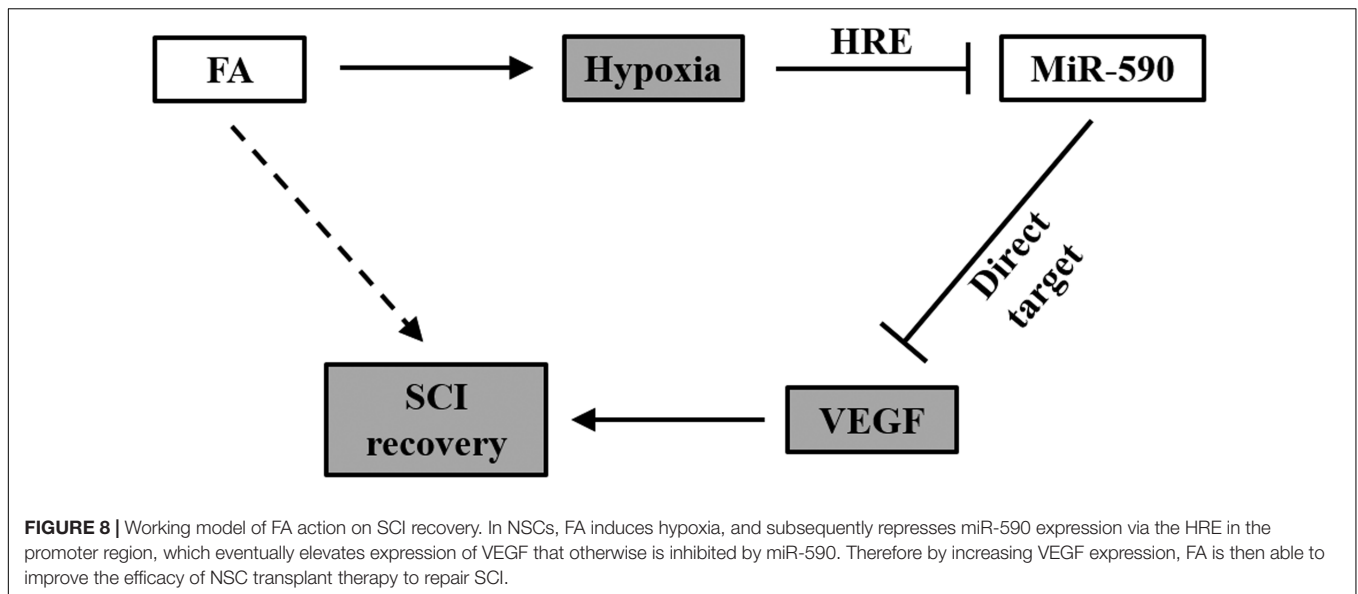 FA
Hypoxia
HRE
MiR-590
Direct
target
SCI
recovery
VEGF
FIGURE 8 | Working model of FA action on SCI recovery. In NSCs, FA induces hypoxia, and subsequently represses miR-590 expression via the HRE in the
promoter region, which eventually elevates expression of VEGF that otherwise is inhibited by miR-590. Therefore by increasing VEGF expression, FA is then able to
improve the efficacy of NSC transplant therapy to repair SCI.